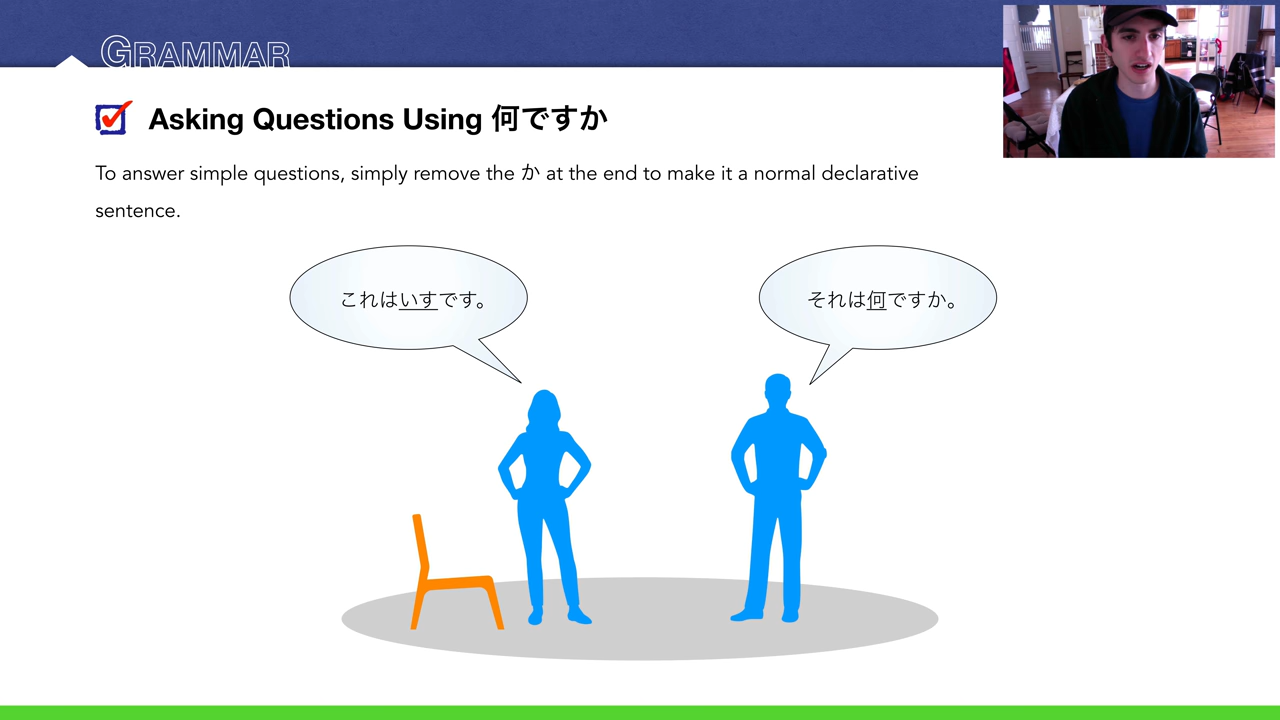 GRAMMAR
Asking Questions Using 何ですか
To answer simple questions, simply remove the か at the end to make it a normal declarative
sentence.
これはいすです。
それは何ですか。